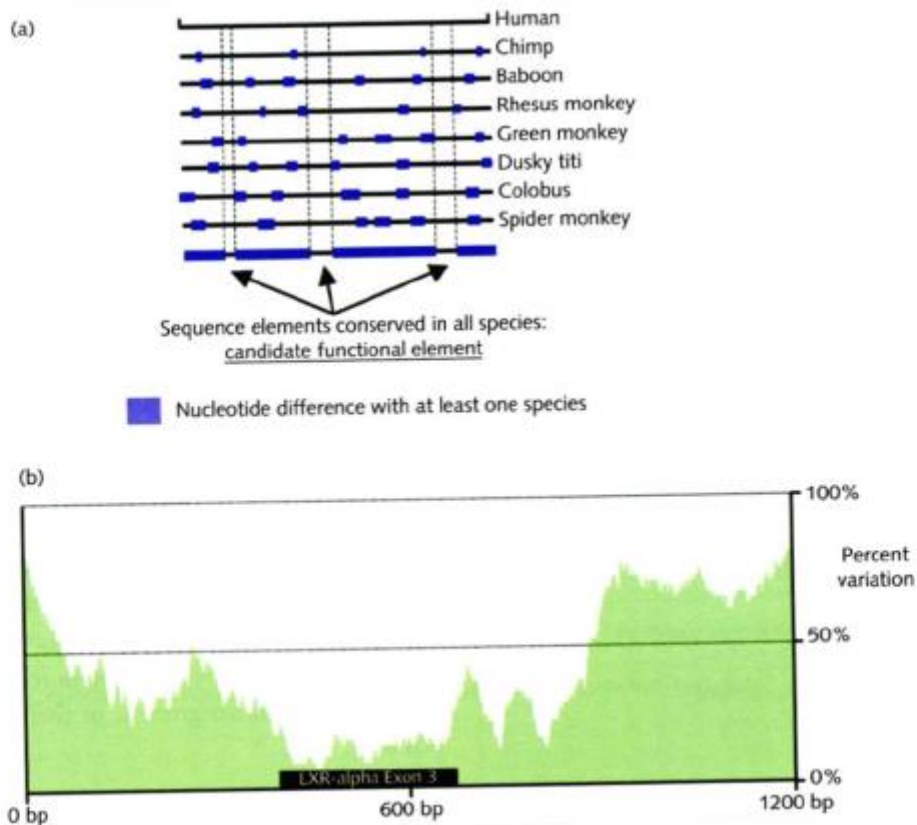 (a)
Human
Chimp
Baboon
Rhesus monkey
Green monkey
Dusky titi
Colobus
Spider monkey
Sequence elements conserved in all species:
candidate functional element
Nucleotide difference with at least one species
(b)
100%
Percent
variation
50%
LXR-alpha Exon 3
0%
0 bp
600 bp
1200 bp